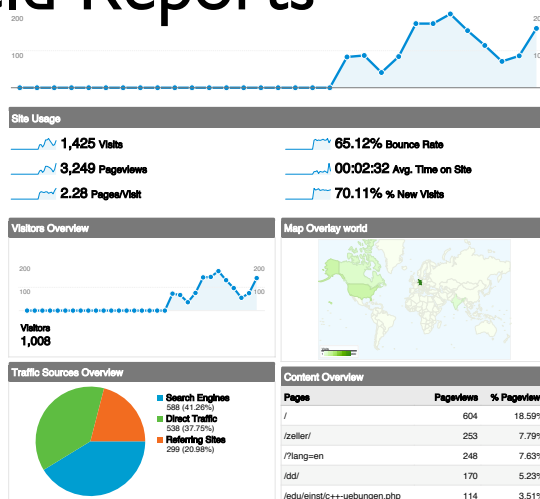 Reports
200
100
Site Usage
1,425 Visits
65.12% Bounce Rate
3,249 Pageviews
00:02:32 Avg. Time on Site
2.28 Pages/Visit
70.11% % New Visits
Visitors Overview
200
200
100
100
Visitors
1,008
Map Overlay world
Traffic Sources Overview
Search Engines
588 (41.26%)
Direct Traffic
538 (37.75%)
Referring Sites
299 (20.98%)
Content Overview
Pages Pageviews % Pageview
/ 604 18.59%
/zeller/ 253 7.79%
/?lang=en 248 7.63%
/dd/ 170 5.23%
/edu/einst/c++-uebungen.php 114 3.51%